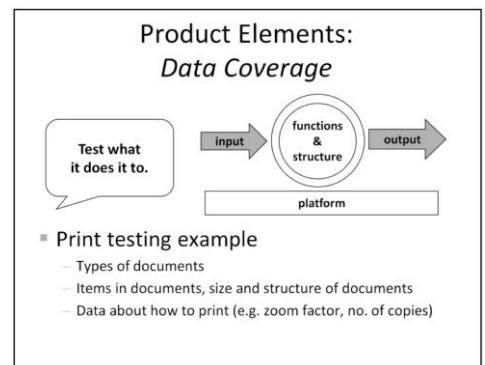 Product Elements:
Data Coverage
Test what
it does it to.
input
functions
&
structure
output
platform
Print testing example
Types of documents
Items in documents, size and structure of documents
Data about how to print (e.g. zoom factor, no. of copies)